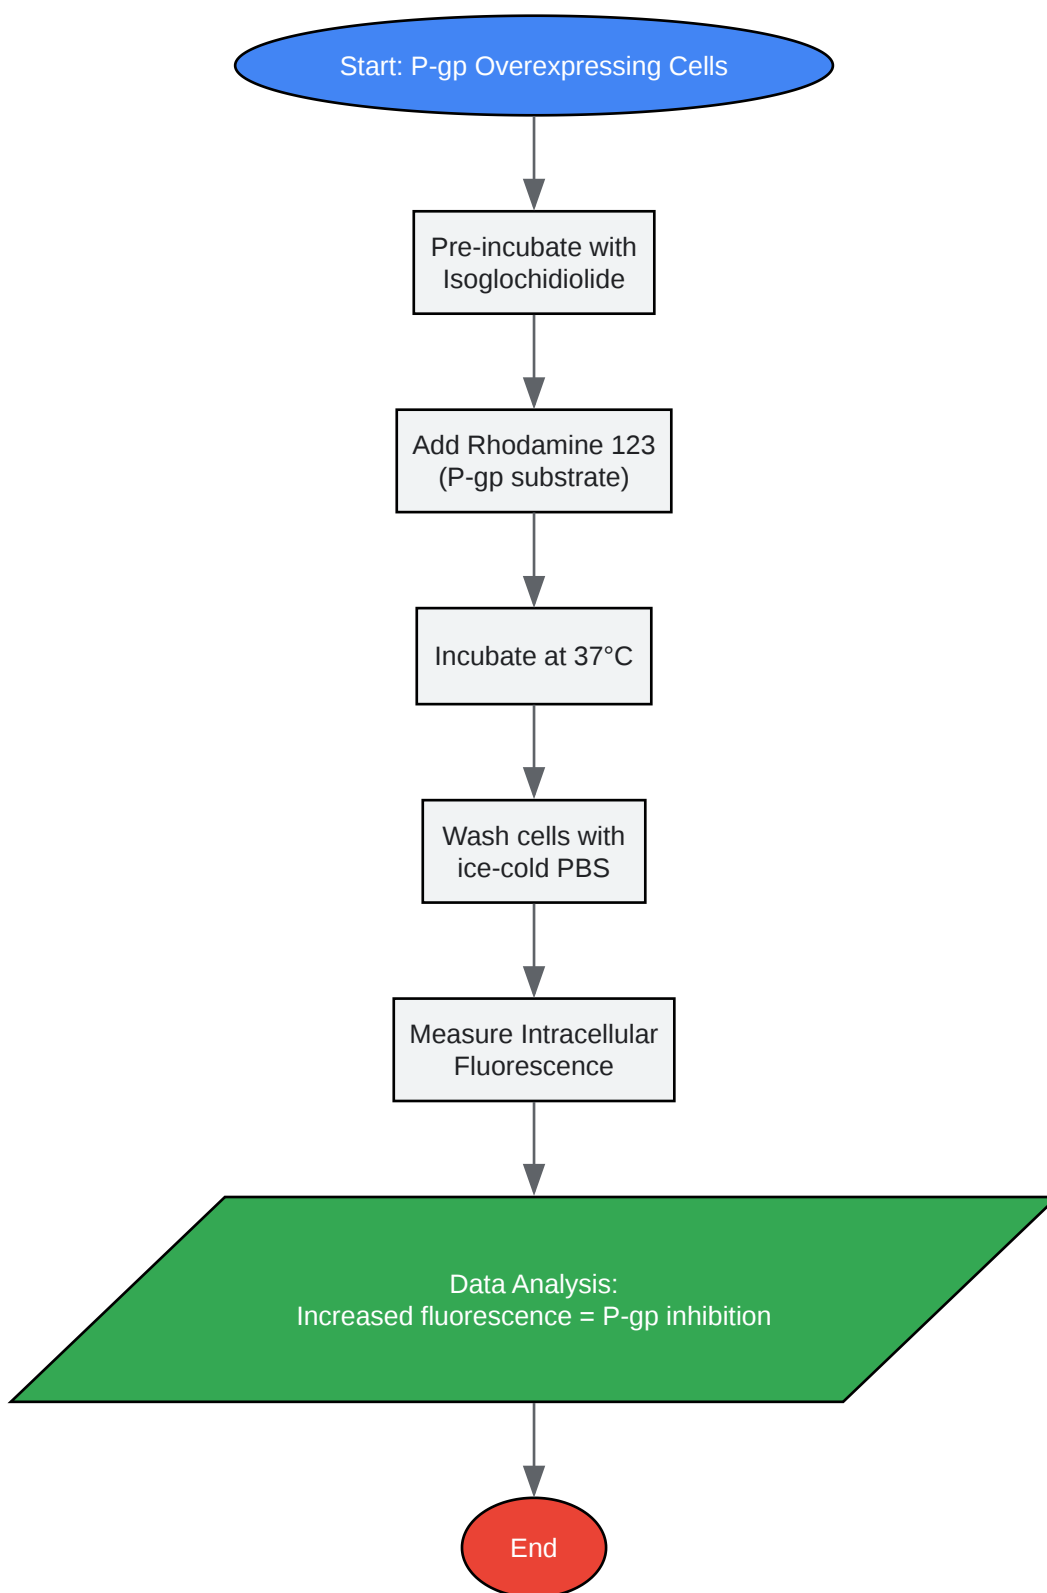 Start: P-gp Overexpressing Cells
Pre-incubate with
Isoglochidiolide
Add Rhodamine 123
(P-gp substrate)
Incubate at 37°C
Wash cells with
ice-cold PBS
Measure Intracellular
Fluorescence
Data Analysis:
Increased fluorescence = P-gp inhibition
End